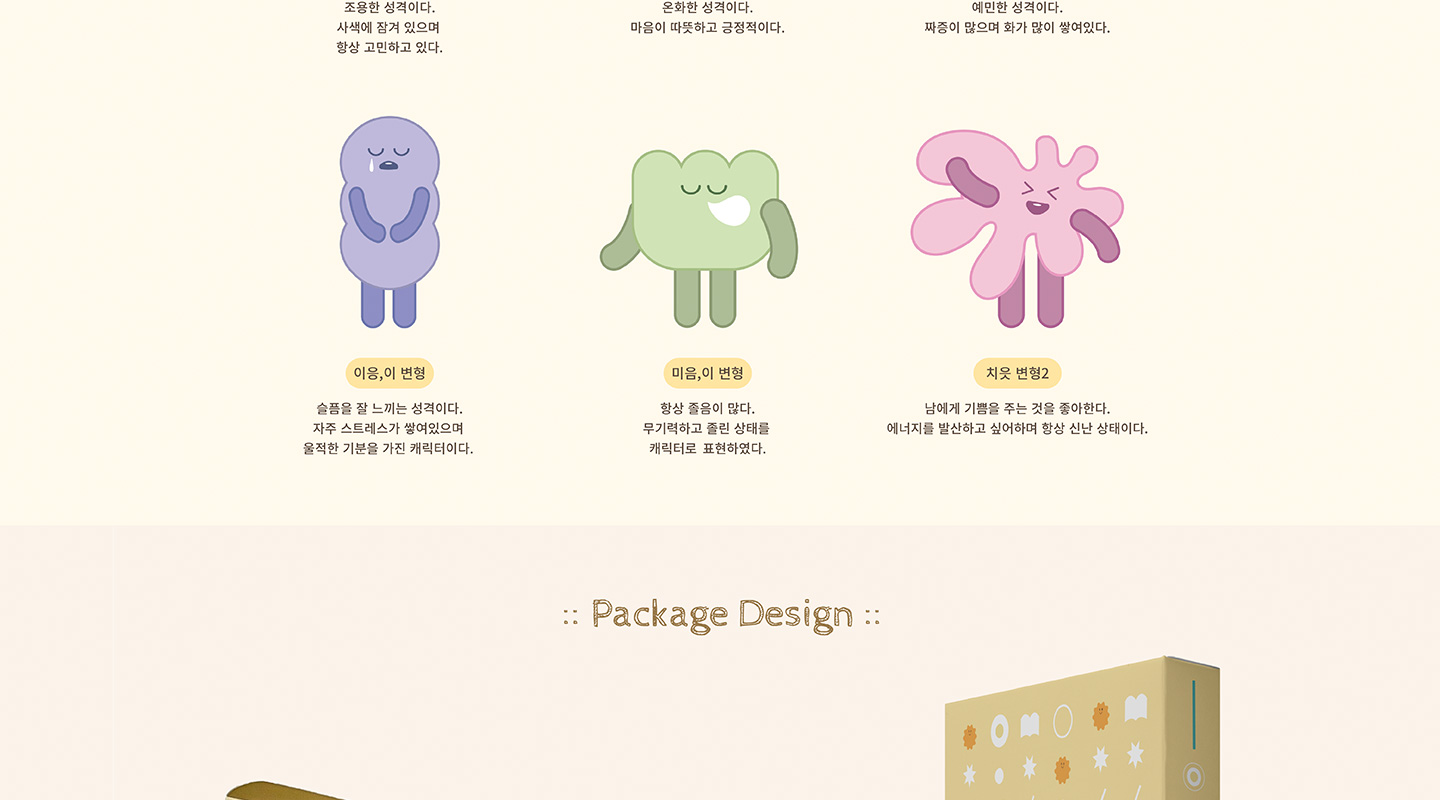 조용한 성격이다.
사색에 잠겨 있으며
항상 고민하고 있다.
온화한 성격이다.
마음이 따뜻하고 긍정적이다.
예민한 성격이다.
짜증이 많으며 화가 많이 쌓여있다.
이응,이 변형
슬픔을 잘 느끼는 성격이다.
자주 스트레스가 쌓여있으며
울적한 기분을 가진 캐릭터이다.
미음,이 변형
항상 졸음이 많다.
무기력하고 졸린 상태를
캐릭터로 표현하였다.
치읏 변형2
남에게 기쁨을 주는 것을 좋아한다.
에너지를 발산하고 싶어하며 항상 신난 상태이다.
:: Package Design ::